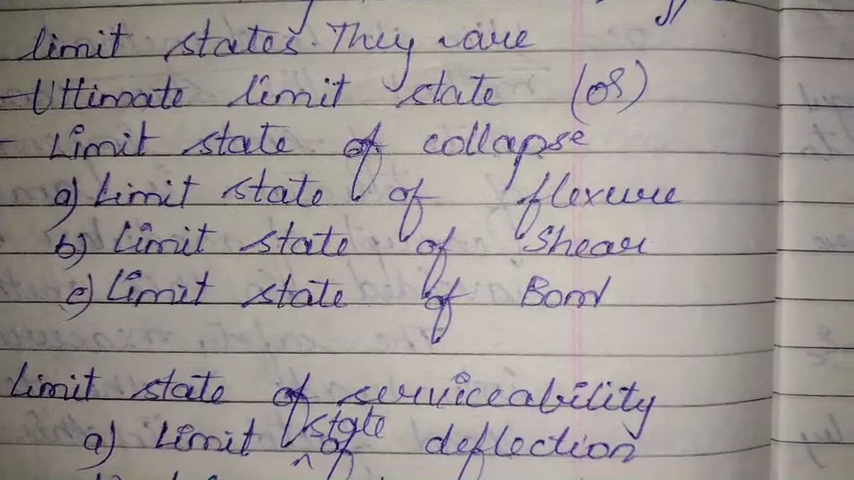 limit states. They are
- Ultimate limit state (or)
- Limit state of collapse
a) Limit state of flexure
b) Limit state of Shear
c) Limit state of Bond
Limit state of serviceability
a) Limit state of deflection